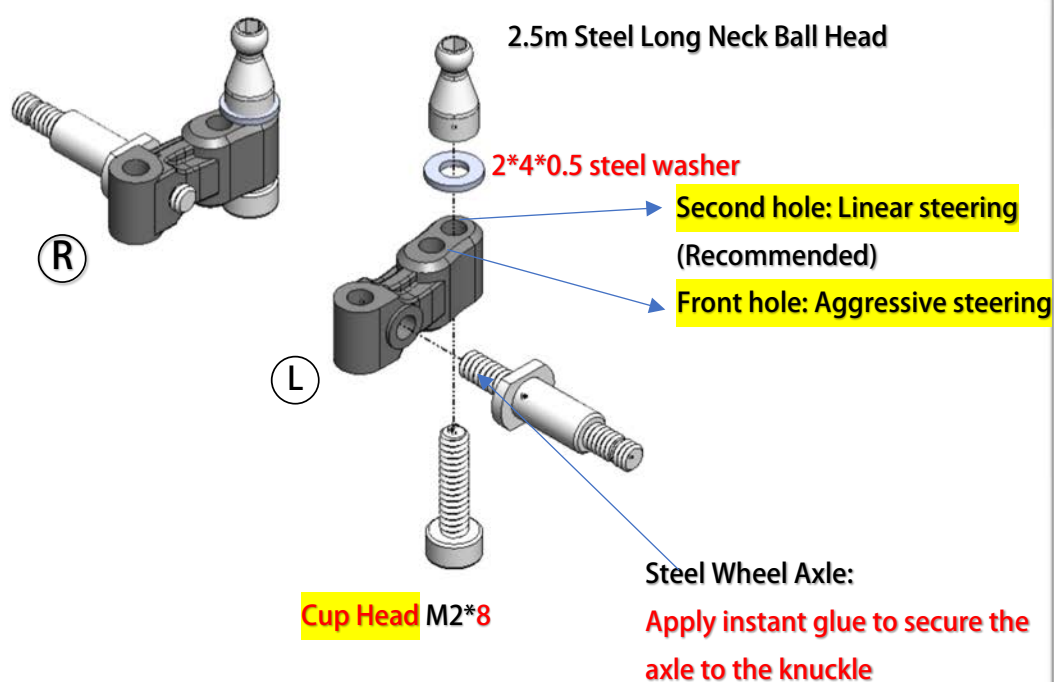 2.5m Steel Long Neck Ball Head
2*4*0.5 steel washer
Second hole: Linear steering
(Recommended)
Front hole: Aggressive steering
R
L
Cup Head M2*8
Steel Wheel Axle:
Apply instant glue to secure the
axle to the knuckle